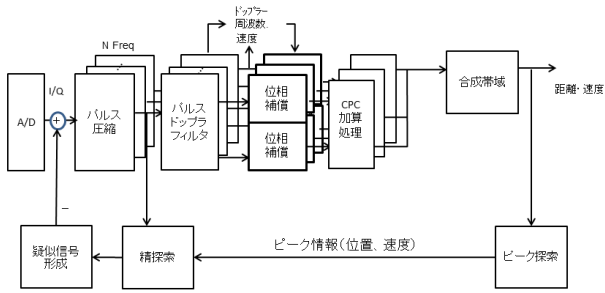 ドップラー
周波数、
速度
N Freq
I/Q
A/D
+
パルス
圧縮
パルス
ドップラ
フィルタ
位相
補償
位相
補償
CPC
加算
処理
合成帯域
距離・速度
−
疑似信号
形成
精探索
ピーク情報（位置、速度）
ピーク探索